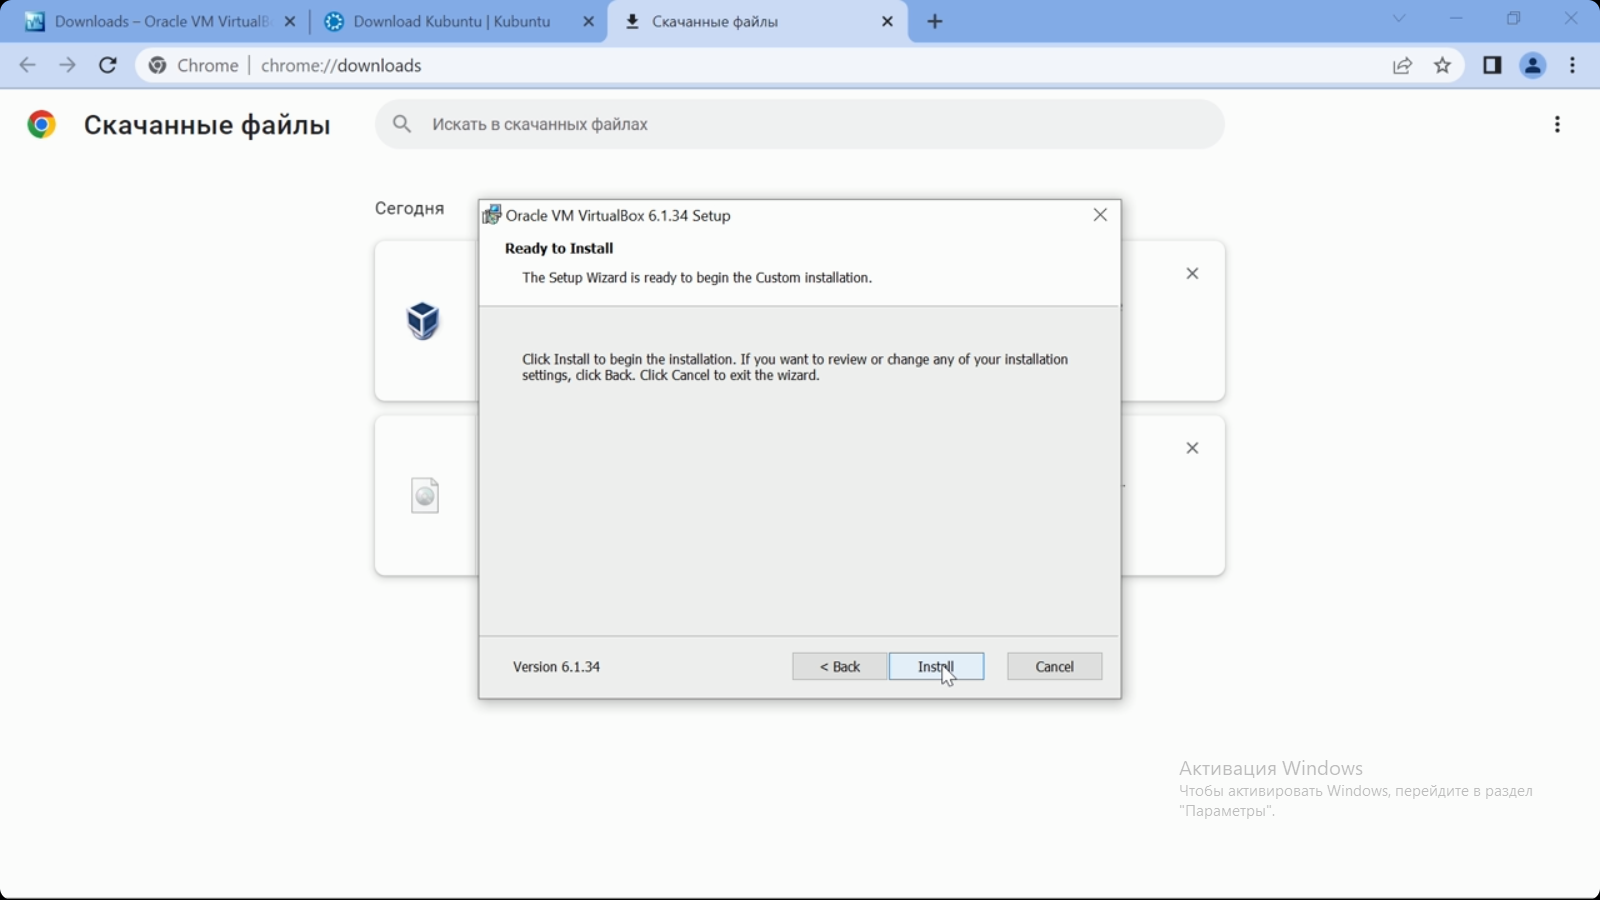 Downloads – Oracle VM VirtualB
Download Kubuntu | Kubuntu
Скачанные файлы
Chrome
chrome://downloads
Скачанные файлы
Искать в скачанных файлах
Сегодня
Oracle VM VirtualBox 6.1.34 Setup
Ready to Install
The Setup Wizard is ready to begin the Custom installation.
Click Install to begin the installation. If you want to review or change any of your installation
settings, click Back. Click Cancel to exit the wizard.
Version 6.1.34
< Back
Install
Cancel
Активация Windows
Чтобы активировать Windows, перейдите в раздел
"Параметры".